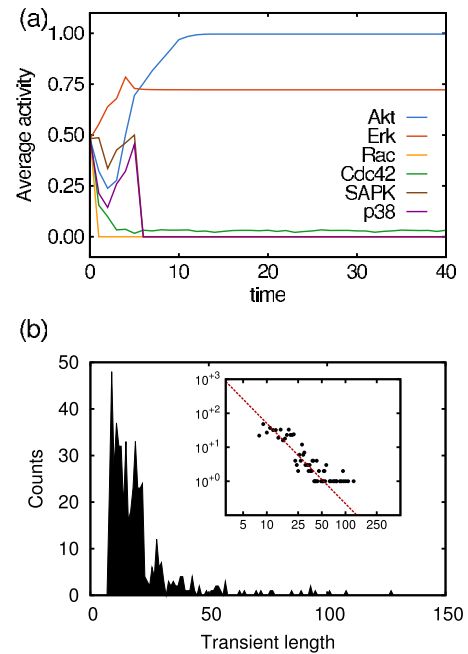 (a)
Average activity
1.00
0.75
0.50
0.25
0.00
Akt
Erk
Rac
Cdc42
SAPK
p38
0 10 20 30 40
time
(b)
Counts
50
40
30
20
10
0
10+3
10+2
10+1
10+0
5 10 25 50 100 250
0 50 100 150
Transient length